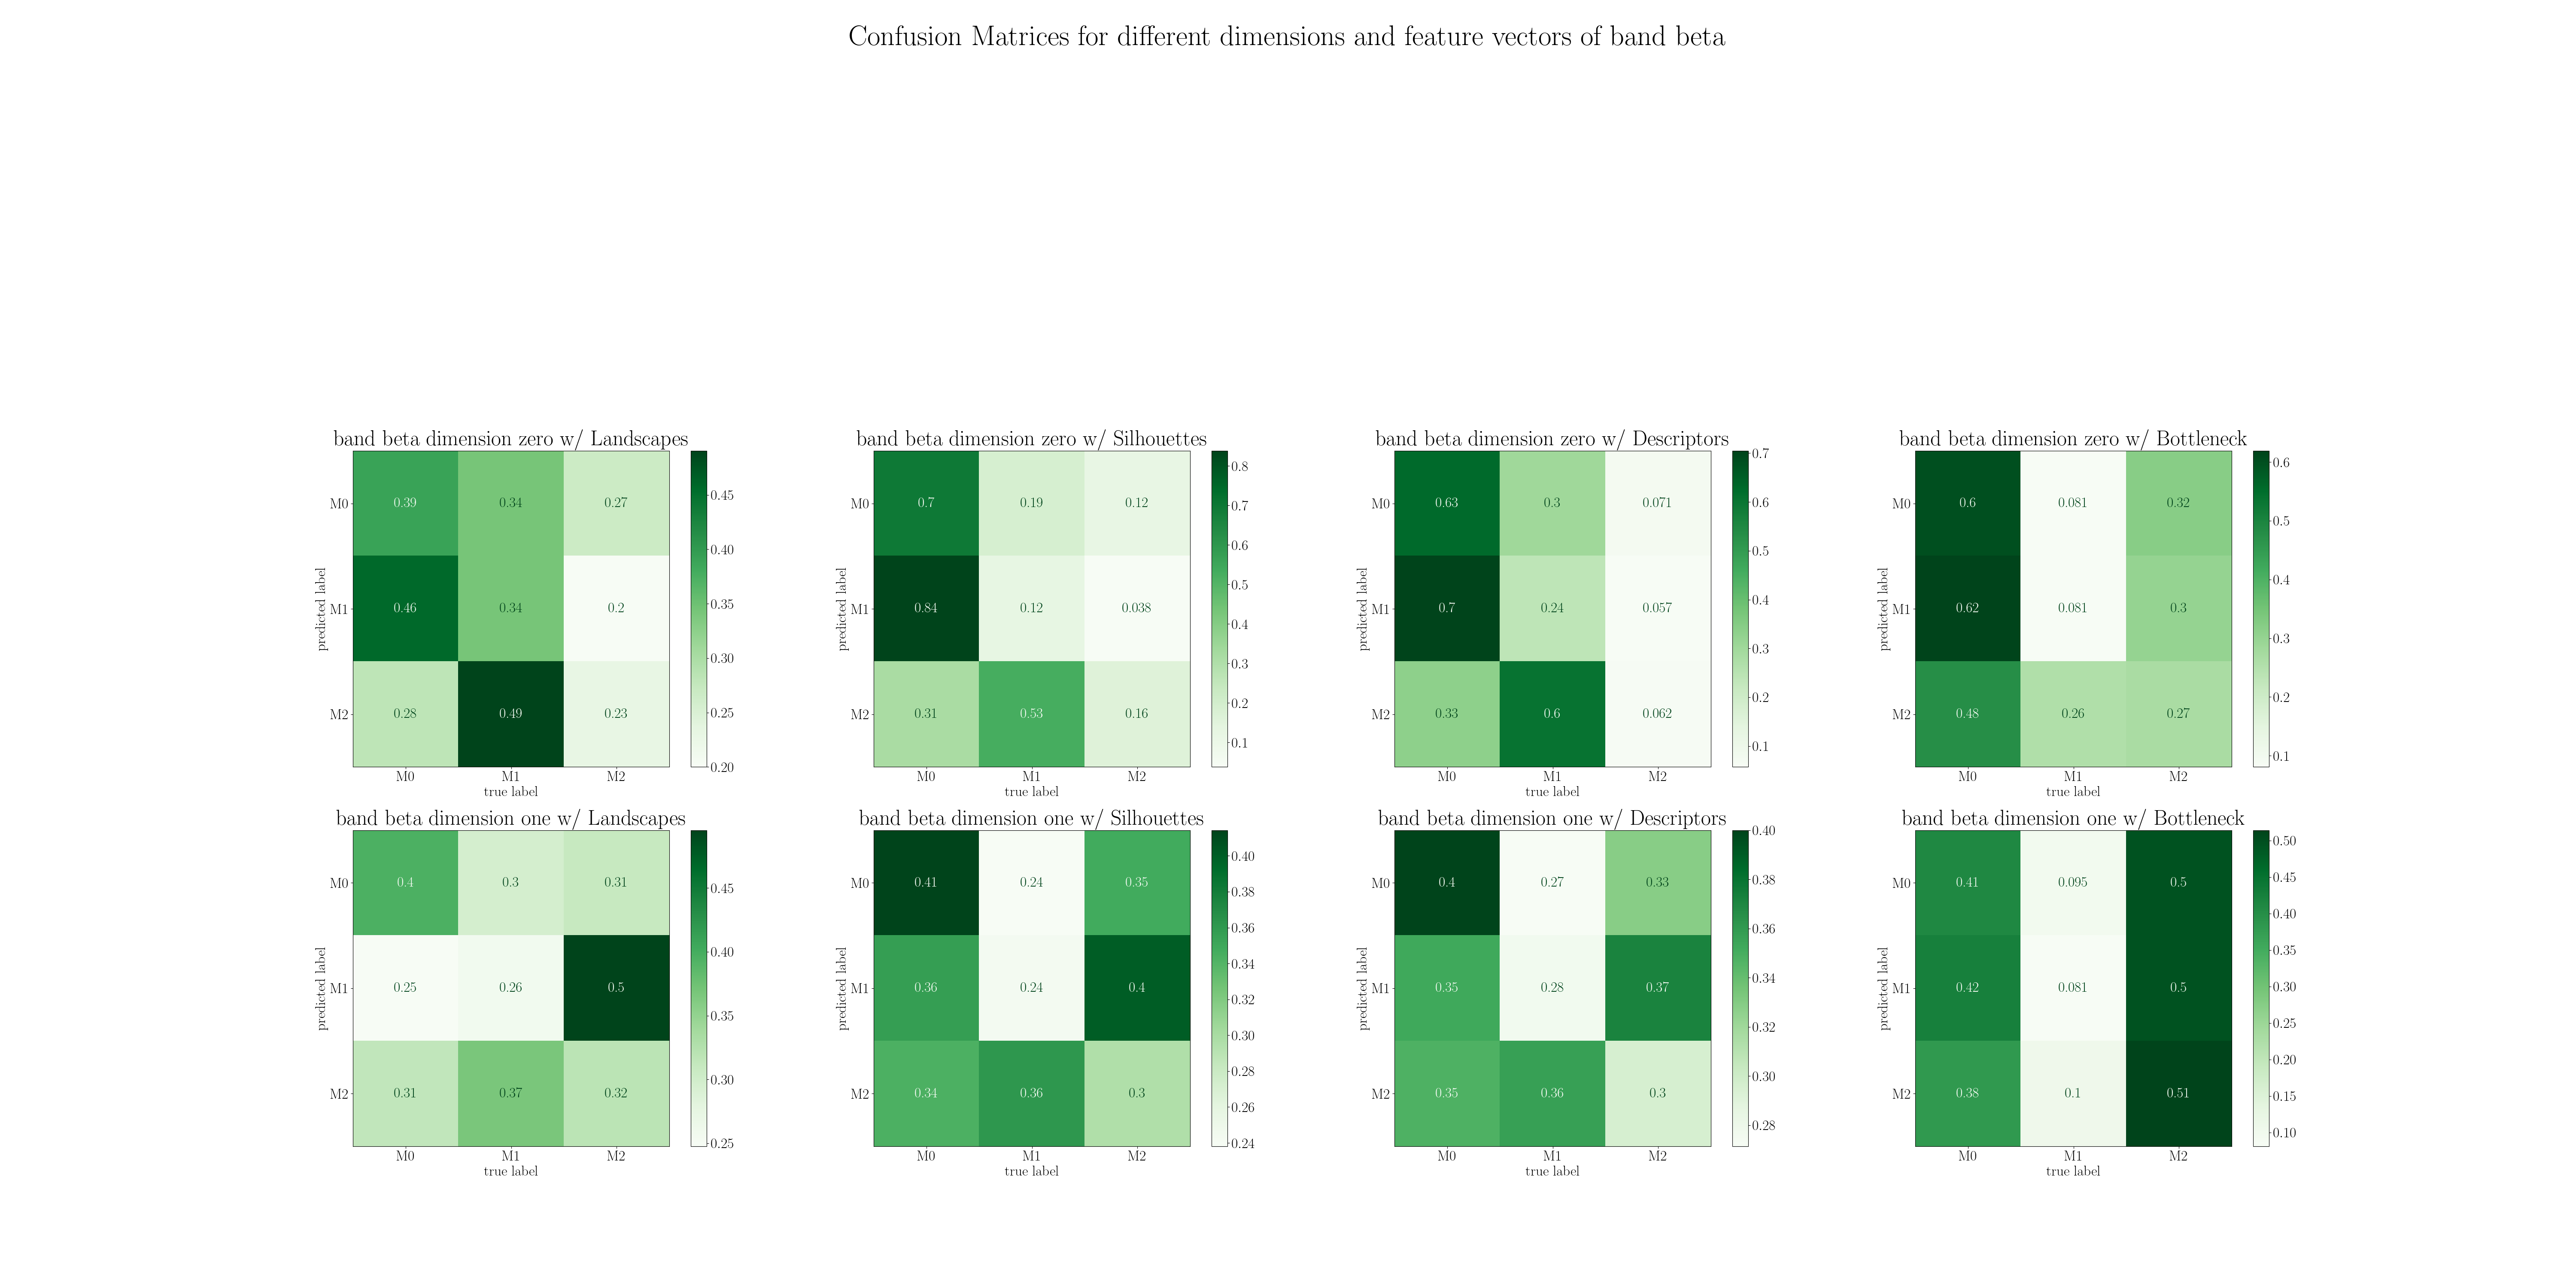 Confusion Matrices for different dimensions and feature vectors of band beta
band beta dimension zero w/ Landscapes
predicted label
M0 0.39 0.34 0.27
M1 0.46 0.34 0.2
M2 0.28 0.49 0.23
M0 M1 M2
true label
0.45
0.40
0.35
0.30
0.25
0.20
band beta dimension zero w/ Silhouettes
predicted label
M0 0.7 0.19 0.12
M1 0.84 0.12 0.038
M2 0.31 0.53 0.16
M0 M1 M2
true label
0.8
0.7
0.6
0.5
0.4
0.3
0.2
0.1
band beta dimension zero w/ Descriptors
predicted label
M0 0.63 0.3 0.071
M1 0.7 0.24 0.057
M2 0.33 0.6 0.062
M0 M1 M2
true label
0.7
0.6
0.5
0.4
0.3
0.2
0.1
band beta dimension zero w/ Bottleneck
predicted label
M0 0.6 0.081 0.32
M1 0.62 0.081 0.3
M2 0.48 0.26 0.27
M0 M1 M2
true label
0.6
0.5
0.4
0.3
0.2
0.1
band beta dimension one w/ Landscapes
predicted label
M0 0.4 0.3 0.31
M1 0.25 0.26 0.5
M2 0.31 0.37 0.32
M0 M1 M2
true label
0.45
0.40
0.35
0.30
0.25
band beta dimension one w/ Silhouettes
predicted label
M0 0.41 0.24 0.35
M1 0.36 0.24 0.4
M2 0.34 0.36 0.3
M0 M1 M2
true label
0.40
0.38
0.36
0.34
0.32
0.30
0.28
0.26
0.24
band beta dimension one w/ Descriptors
predicted label
M0 0.4 0.27 0.33
M1 0.35 0.28 0.37
M2 0.35 0.36 0.3
M0 M1 M2
true label
0.40
0.38
0.36
0.34
0.32
0.30
0.28
band beta dimension one w/ Bottleneck
predicted label
M0 0.41 0.095 0.5
M1 0.42 0.081 0.5
M2 0.38 0.1 0.51
M0 M1 M2
true label
0.50
0.45
0.40
0.35
0.30
0.25
0.20
0.15
0.10